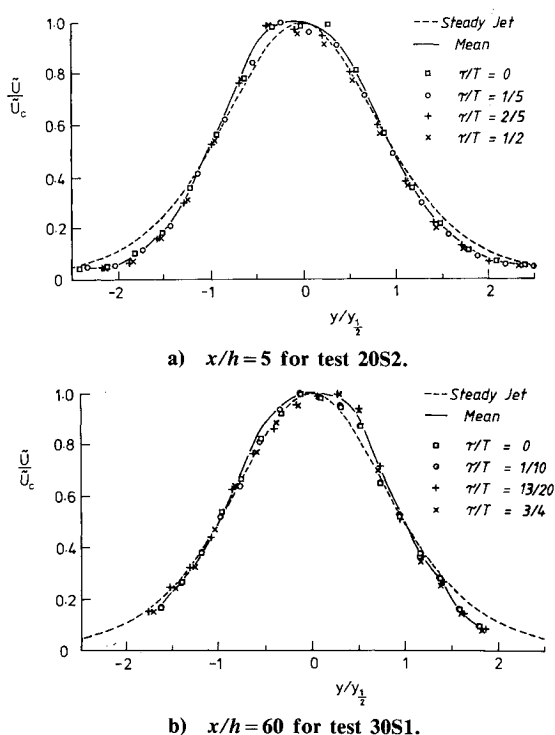 1.0
0.8
Ũ
Ũc
0.6
0.4
0.2
0
-2
-1
0
1
2
y/y½
--- Steady Jet
— Mean
□ τ/T = 0
○ τ/T = 1/5
+ τ/T = 2/5
× τ/T = 1/2
a) x/h = 5 for test 20S2.
1.0
0.8
Ũ
Ũc
0.6
0.4
0.2
0
-2
-1
0
1
2
y/y½
--- Steady Jet
— Mean
□ τ/T = 0
○ τ/T = 1/10
+ τ/T = 13/20
× τ/T = 3/4
b) x/h = 60 for test 30S1.